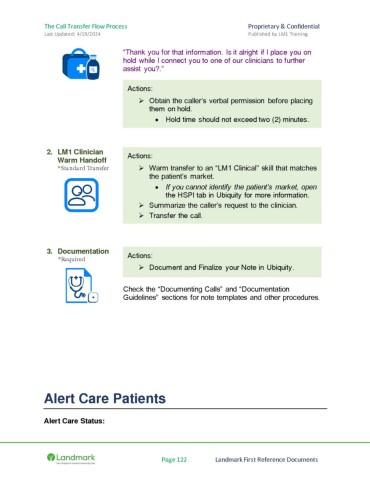 The Call Transfer Flow Process
Proprietary & Confidential
Last Updated: 4/19/2024
Published by LM1 Training
"Thank you for that information. Is it alright if I place you on
hold while I connect you to one of our clinicians to further
assist you?."
Actions:
➢ Obtain the caller's verbal permission before placing
them on hold.
• Hold time should not exceed two (2) minutes.
2. LM1 Clinician
Warm Handoff
*Standard Transfer
Actions:
➢ Warm transfer to an "LM1 Clinical" skill that matches
the patient's market.
• If you cannot identify the patient's market, open
the HSPI tab in Ubiquity for more information.
➢ Summarize the caller's request to the clinician.
➢ Transfer the call.
3. Documentation
*Required
Actions:
➢ Document and Finalize your Note in Ubiquity.
Check the "Documenting Calls" and "Documentation
Guidelines" sections for note templates and other procedures.
Alert Care Patients
Alert Care Status:
Landmark
Page 122
Landmark First Reference Documents